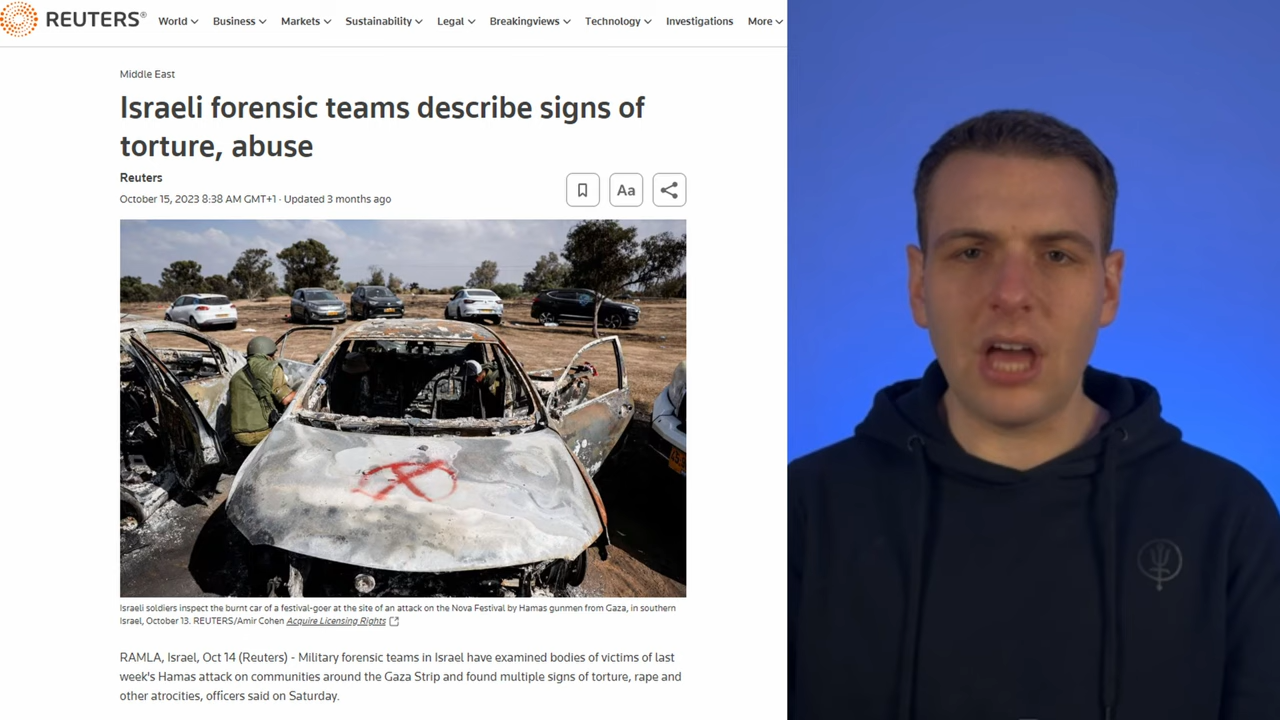 REUTERS®
World Business Markets Sustainability Legal Breakingviews Technology Investigations More
Middle East
Israeli forensic teams describe signs of
torture, abuse
Reuters
October 15, 2023 8:38 AM GMT+1 · Updated 3 months ago
Aa
Israeli soldiers inspect the burnt car of a festival-goer at the site of an attack on the Nova Festival by Hamas gunmen from Gaza, in southern
Israel, October 13. REUTERS/Amir Cohen Acquire Licensing Rights
RAMLA, Israel, Oct 14 (Reuters) - Military forensic teams in Israel have examined bodies of victims of last
week's Hamas attack on communities around the Gaza Strip and found multiple signs of torture, rape and
other atrocities, officers said on Saturday.